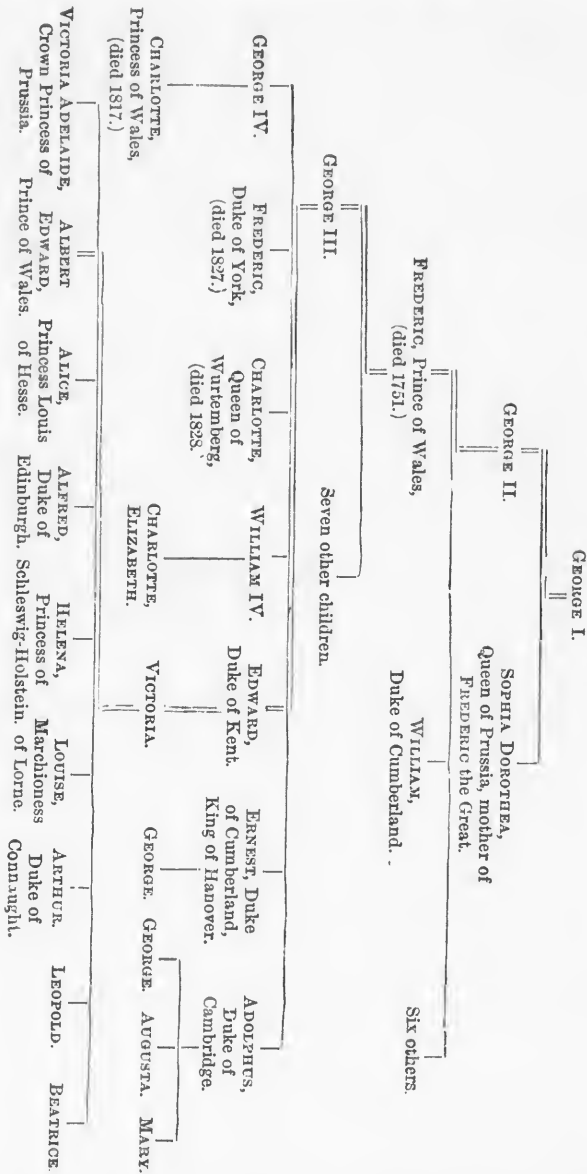 GEORGE I.
GEORGE II.
SOPHIA DOROTHEA,
Queen of Prussia, mother of
FREDERIC the Great.
FREDERIC, Prince of Wales,
(died 1751.)
WILLIAM,
Duke of Cumberland.
Six others.
GEORGE III.
Seven other children.
GEORGE IV.
FREDERIC,
Duke of York,
(died 1827.)
CHARLOTTE,
Queen of
Wurtemberg,
(died 1828.
WILLIAM IV.
EDWARD,
Duke of Kent.
ERNEST, Duke
of Cumberland,
King of Hanover.
ADOLPHUS,
Duke of
Cambridge.
CHARLOTTE,
Princess of Wales,
(died 1817.)
CHARLOTTE,
ELIZABETH.
VICTORIA.
GEORGE.
GEORGE. AUGUSTA. MARY.
VICTORIA ADELAIDE,
Crown Princess of
Prussia.
ALBERT
EDWARD,
Prince of Wales.
ALICE,
Princess Louis
of Hesse.
ALFRED,
Duke of
Edinburgh.
HELENA,
Princess of
Schleswig-Holstein.
LOUISE,
Marchioness
of Lorne.
ARTHUR.
Duke of
Connaught.
LEOPOLD.
BEATRICE.